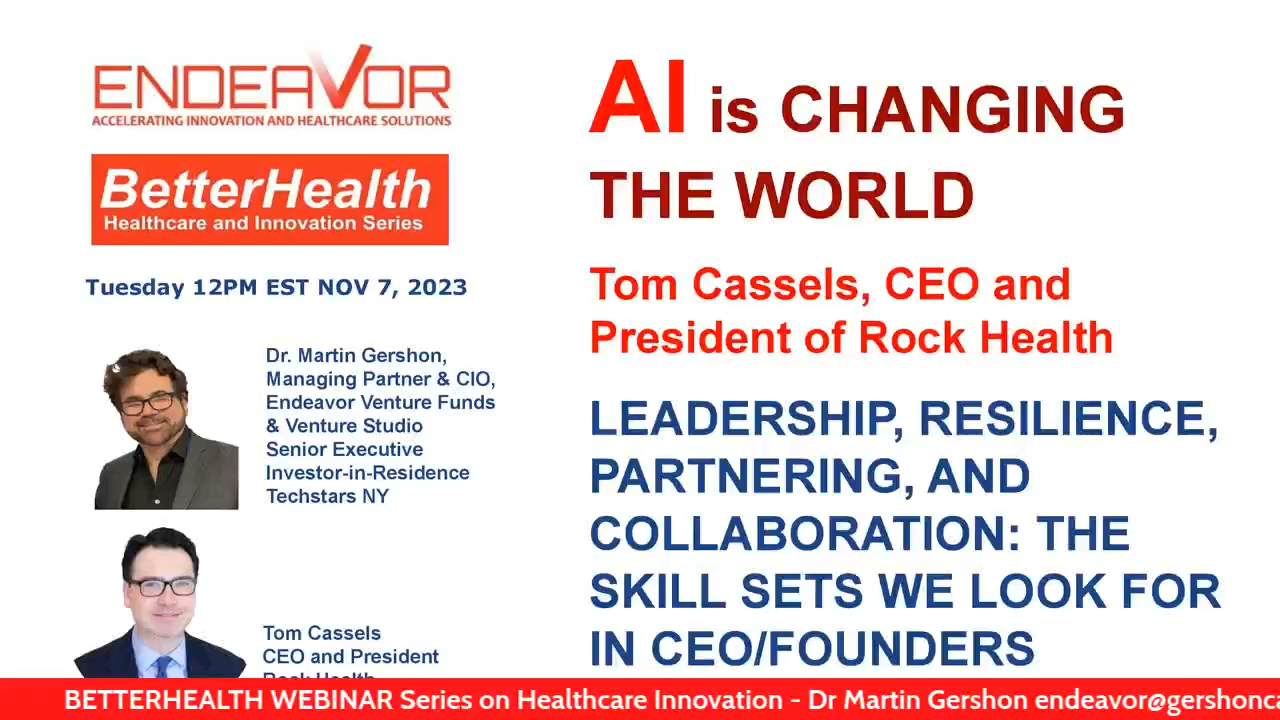 ENDEAVOR
ACCELERATING INNOVATION AND HEALTHCARE SOLUTIONS
BetterHealth
Healthcare and Innovation Series
Tuesday 12PM EST NOV 7, 2023
Dr. Martin Gershon,
Managing Partner & CIO,
Endeavor Venture Funds
& Venture Studio
Senior Executive
Investor-in-Residence
Techstars NY
Tom Cassels
CEO and President
Rock Health
AI is CHANGING
THE WORLD
Tom Cassels, CEO and
President of Rock Health
LEADERSHIP, RESILIENCE,
PARTNERING, AND
COLLABORATION: THE
SKILL SETS WE LOOK FOR
IN CEO/FOUNDERS
BETTERHEALTH WEBINAR Series on Healthcare Innovation - Dr Martin Gershon endeavor@gershonca